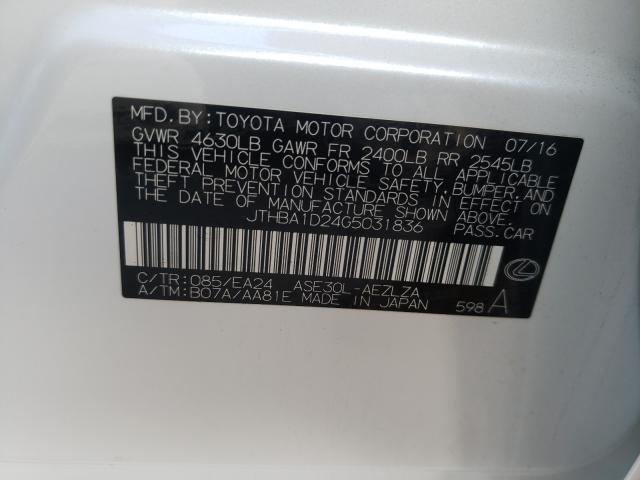 MFD. BY: TOYOTA MOTOR CORPORATION 07/16
GVWR 4630LB GAWR FR 2400LB RR 2545LB
THIS VEHICLE CONFORMS TO ALL APPLICABLE
FEDERAL MOTOR VEHICLE SAFETY, BUMPER, AND
THEFT PREVENTION STANDARDS IN EFFECT ON
THE DATE OF MANUFACTURE SHOWN ABOVE.
JTHBA1D24G5031836 PASS.CAR
C/TR: 085/EA24 ASE30L-AEZLZA
A/TM: B07A/AA81E MADE IN JAPAN 598 A